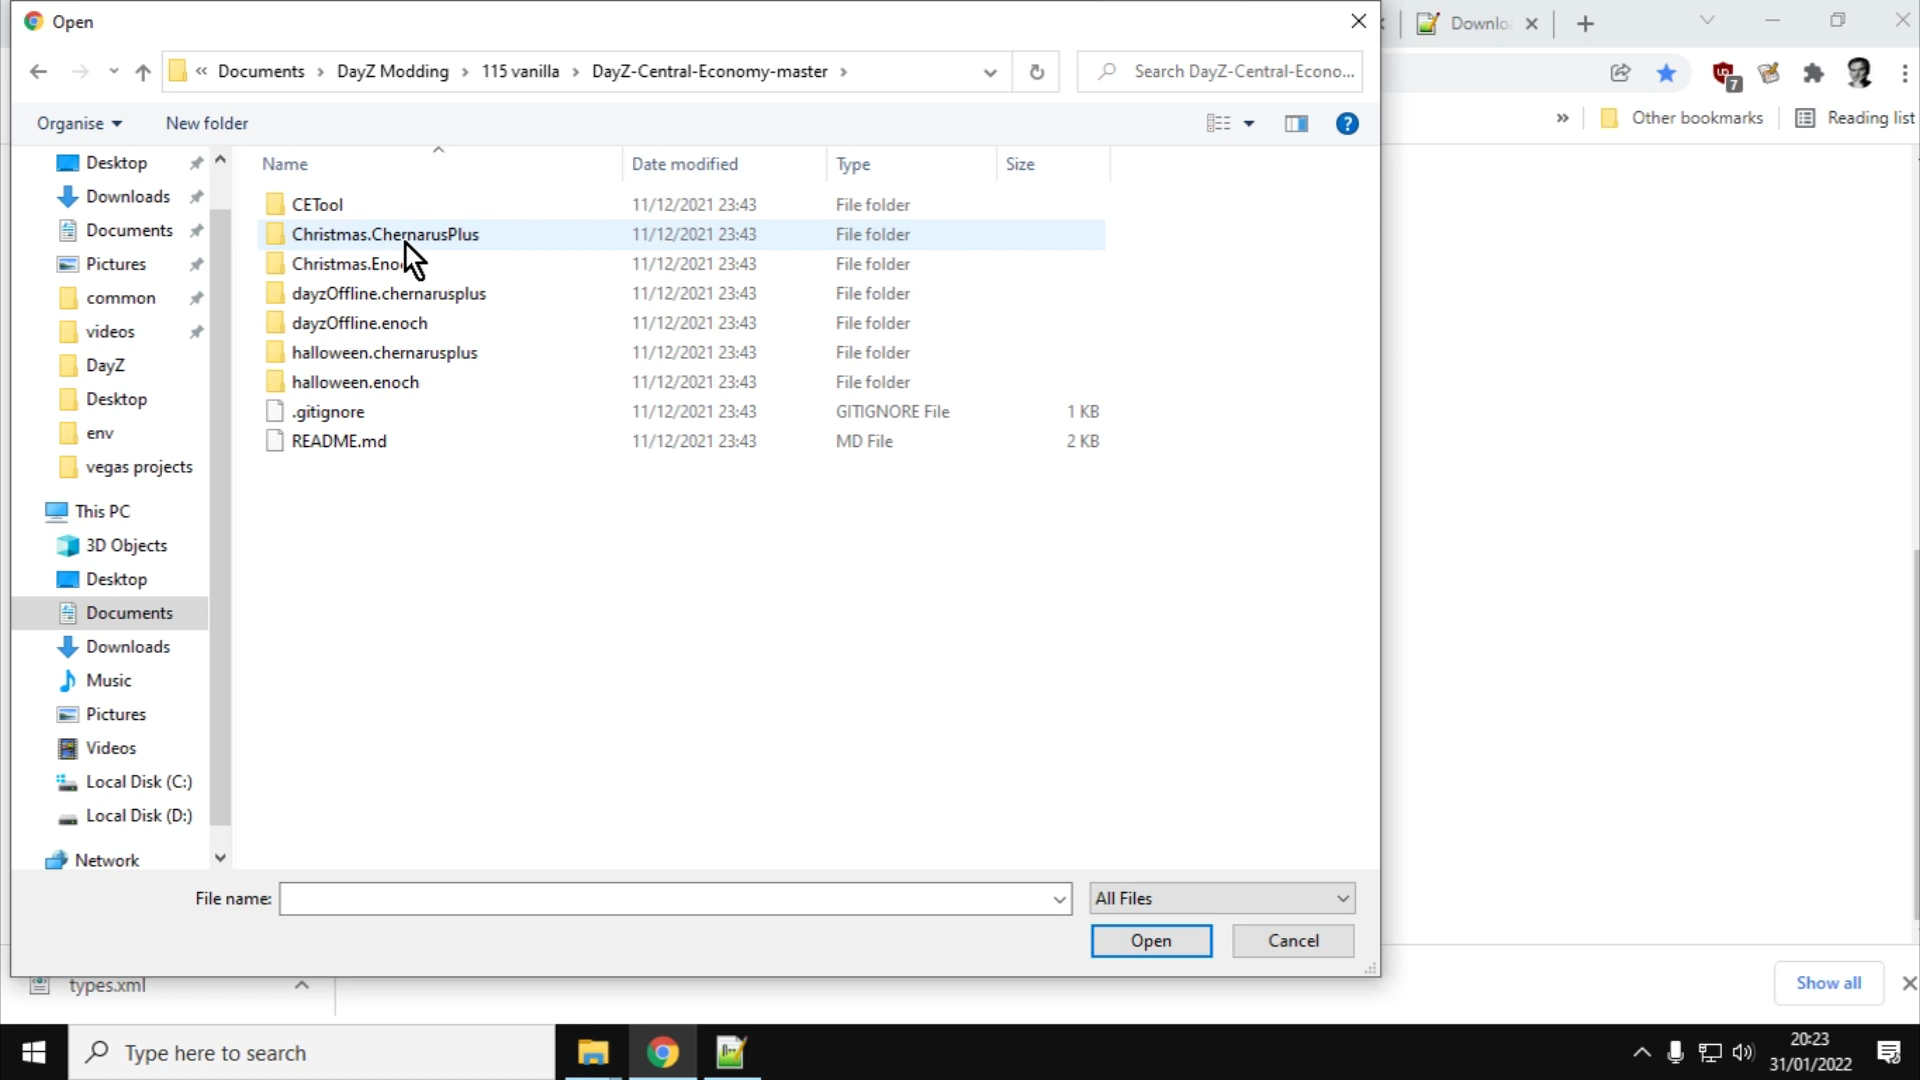 Open
Downlo
« Documents › DayZ Modding › 115 vanilla › DayZ-Central-Economy-master ›
Search DayZ-Central-Econo...
7
Organise
New folder
?
» Other bookmarks
Reading list
Name Date modified Type Size
Desktop
Downloads
Documents
Pictures
common
videos
DayZ
Desktop
env
vegas projects
This PC
3D Objects
Desktop
Documents
Downloads
Music
Pictures
Videos
Local Disk (C:)
Local Disk (D:)
Network
CETool 11/12/2021 23:43 File folder
Christmas.ChernarusPlus 11/12/2021 23:43 File folder
Christmas.Eno 11/12/2021 23:43 File folder
dayzOffline.chernarusplus 11/12/2021 23:43 File folder
dayzOffline.enoch 11/12/2021 23:43 File folder
halloween.chernarusplus 11/12/2021 23:43 File folder
halloween.enoch 11/12/2021 23:43 File folder
.gitignore 11/12/2021 23:43 GITIGNORE File 1 KB
README.md 11/12/2021 23:43 MD File 2 KB
File name:
All Files
Open
Cancel
types.xml
Show all
Type here to search
20:23
31/01/2022